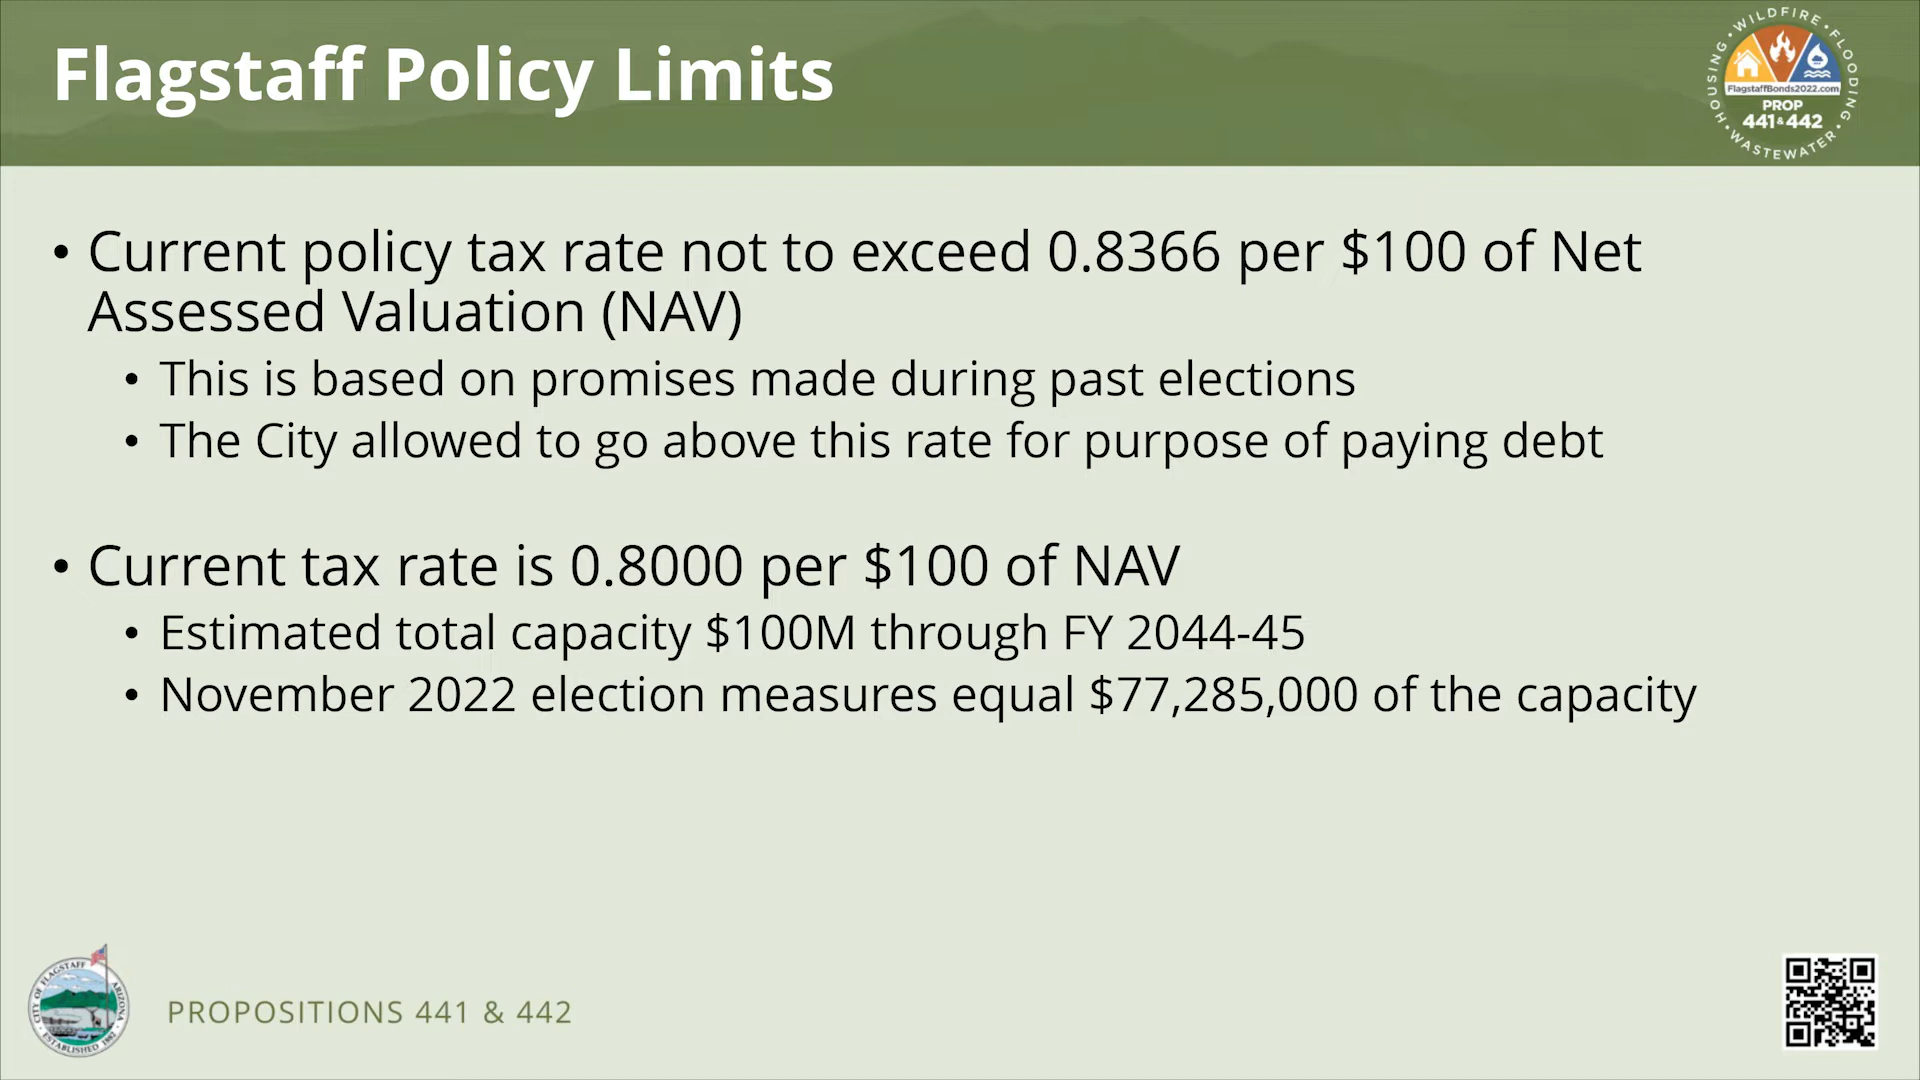 Flagstaff Policy Limits
HOUSING • WILDFIRE • FLOODING • WASTEWATER •
FlagstaffBonds2022.com
PROP
441 & 442
• Current policy tax rate not to exceed 0.8366 per $100 of Net
Assessed Valuation (NAV)
• This is based on promises made during past elections
• The City allowed to go above this rate for purpose of paying debt
• Current tax rate is 0.8000 per $100 of NAV
• Estimated total capacity $100M through FY 2044-45
• November 2022 election measures equal $77,285,000 of the capacity
CITY OF FLAGSTAFF ARIZONA
ESTABLISHED 1882
PROPOSITIONS 441 & 442